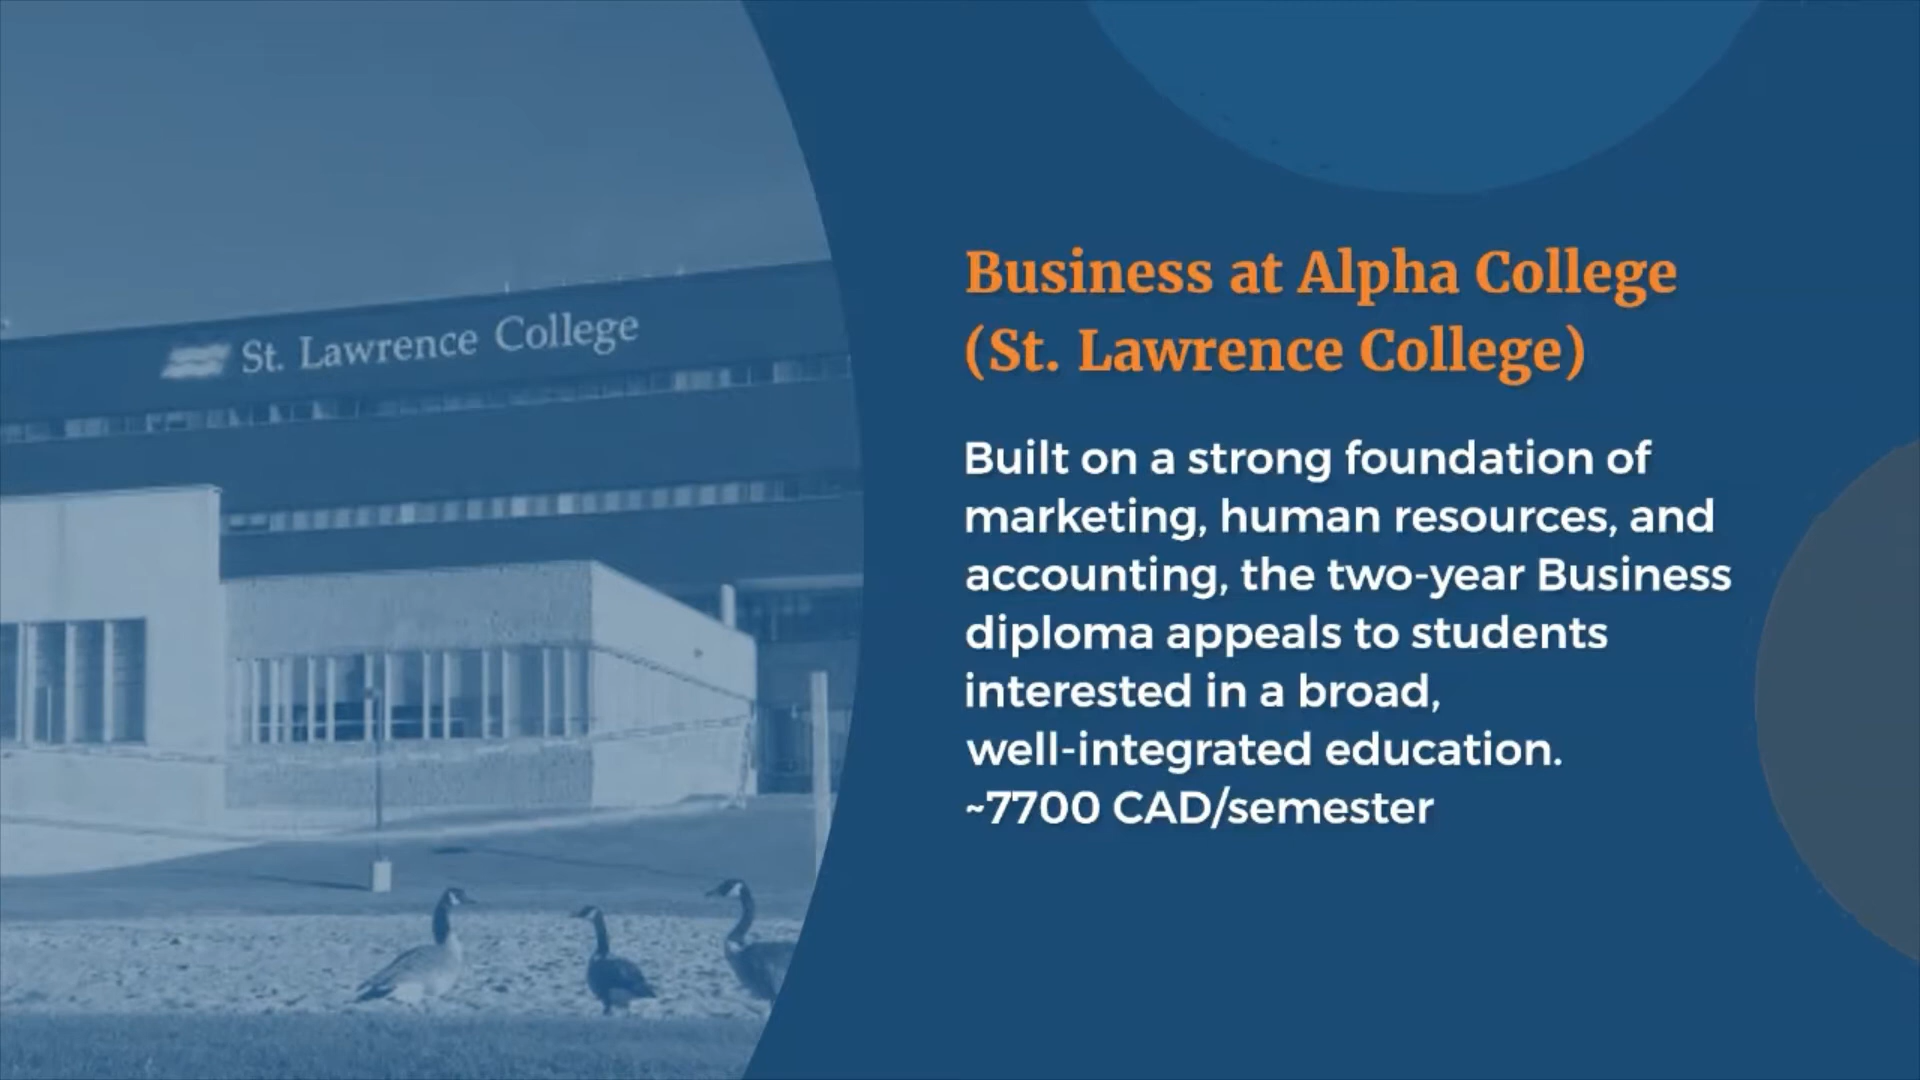 St. Lawrence College
Business at Alpha College
(St. Lawrence College)
Built on a strong foundation of
marketing, human resources, and
accounting, the two-year Business
diploma appeals to students
interested in a broad,
well-integrated education.
~7700 CAD/semester